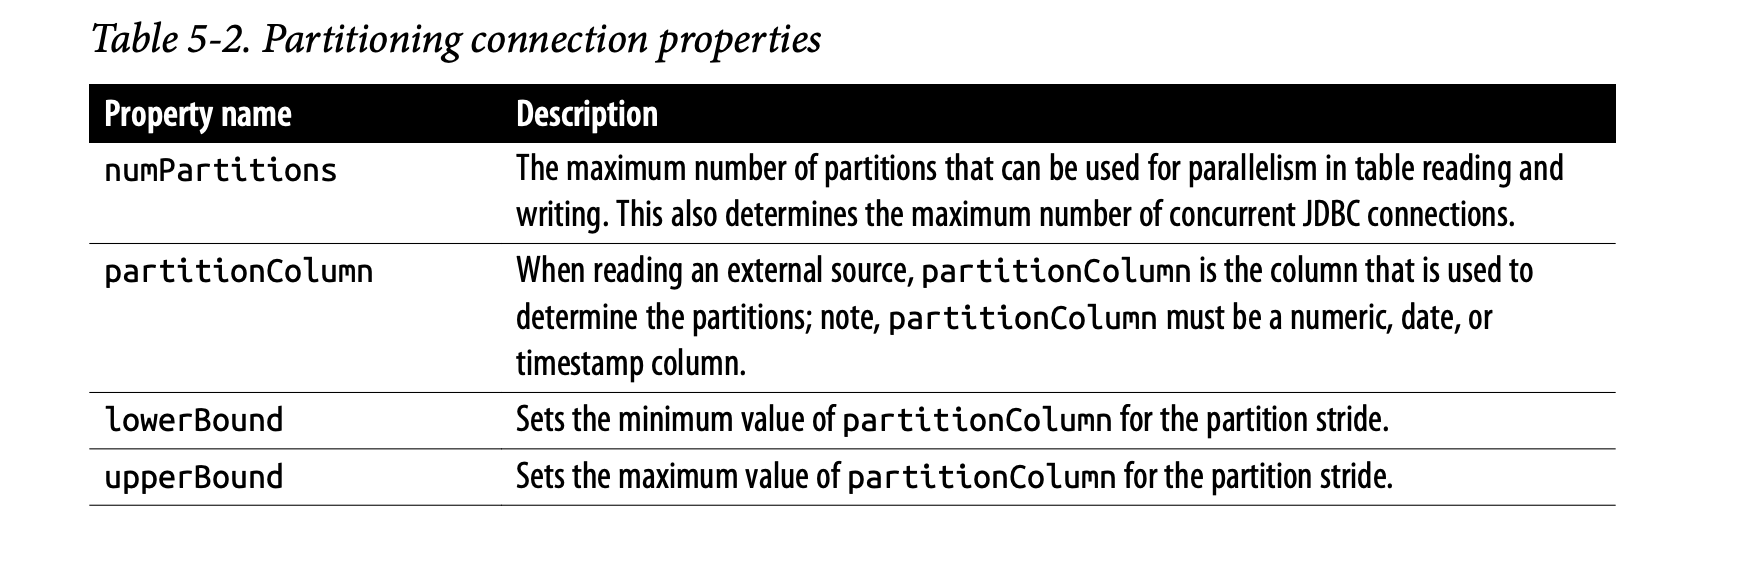 Table 5-2. Partitioning connection properties
Property name Description
numPartitions The maximum number of partitions that can be used for parallelism in table reading and
writing. This also determines the maximum number of concurrent JDBC connections.
partitionColumn When reading an external source, partitionColumn is the column that is used to
determine the partitions; note, partitionColumn must be a numeric, date, or
timestamp column.
lowerBound Sets the minimum value of partitionColumn for the partition stride.
upperBound Sets the maximum value of partitionColumn for the partition stride.